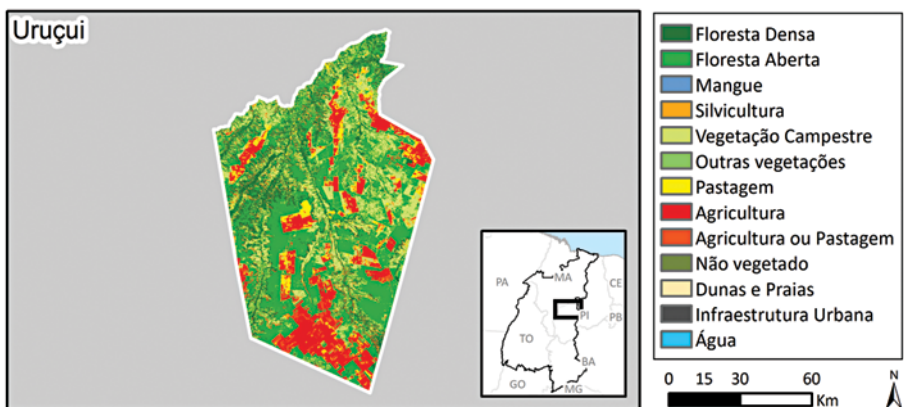 Uruçui
Floresta Densa
Floresta Aberta
Mangue
Silvicultura
Vegetação Campestre
Outras vegetações
Pastagem
Agricultura
Agricultura ou Pastagem
Não vegetado
Dunas e Praias
Infraestrutura Urbana
Água
PA
MA
CE
PI
PB
TO
BA
GO
MG
0 15 30 60
Km
N